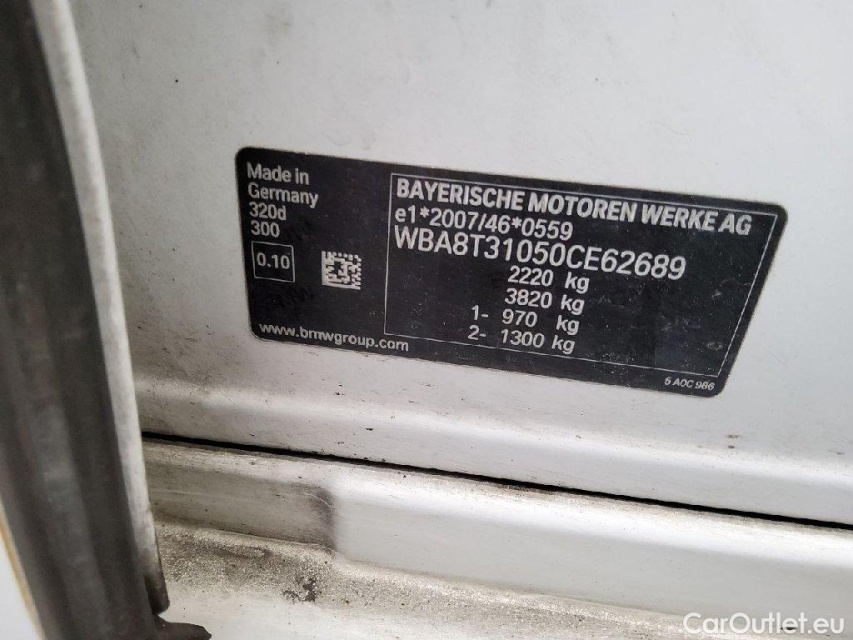 Made in
Germany
320d
300
0.10
www.bmwgroup.com
BAYERISCHE MOTOREN WERKE AG
e1*2007/46*0559
WBA8T31050CE62689
2220 kg
3820 kg
1- 970 kg
2- 1300 kg
5 A0C 986
CarOutlet.eu